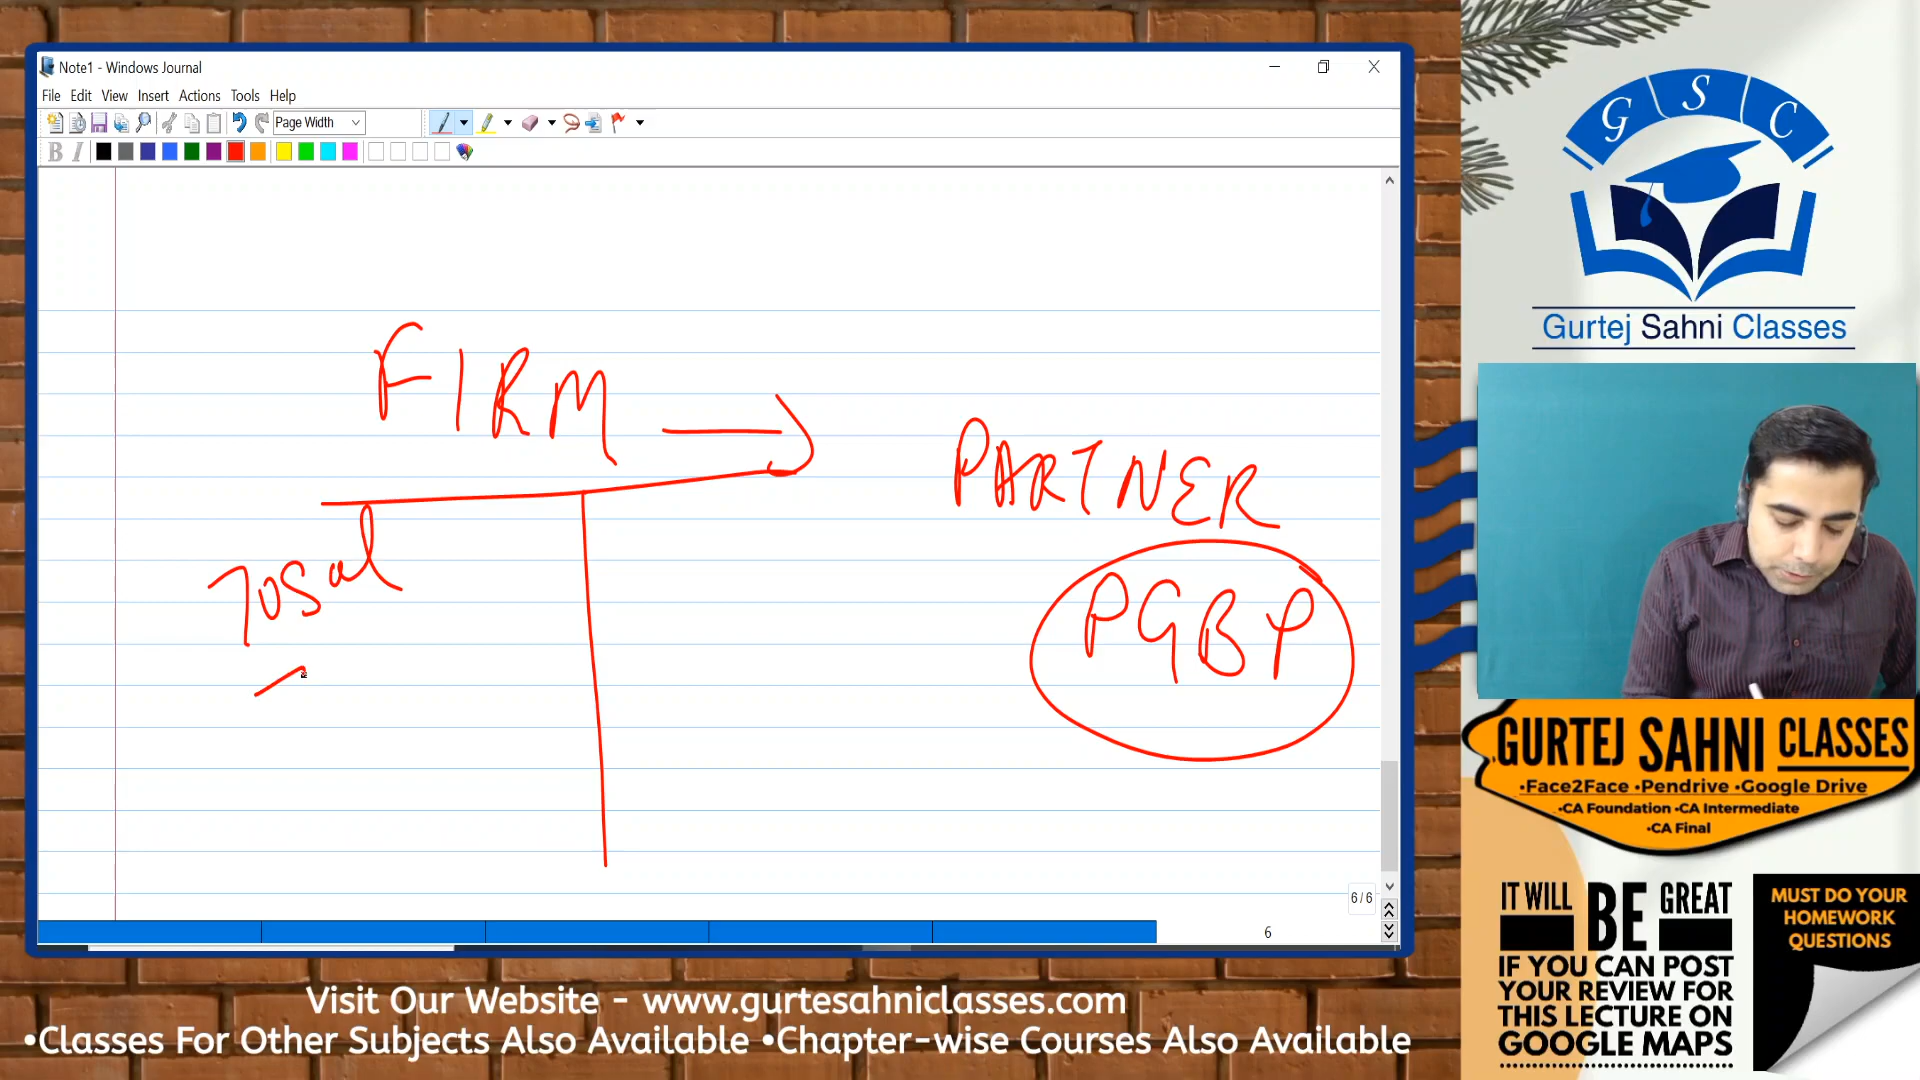 Note1 - Windows Journal
File Edit View Insert Actions Tools Help
Page Width
B I
FIRM
PARTNER
To Sal
PGBP
6 / 6
6
G S C
Gurtej Sahni Classes
GURTEJ SAHNI CLASSES
•Face2Face •Pendrive •Google Drive
•CA Foundation •CA Intermediate
•CA Final
IT WILL BE GREAT
IF YOU CAN POST
YOUR REVIEW FOR
THIS LECTURE ON
GOOGLE MAPS
MUST DO YOUR
HOMEWORK
QUESTIONS
Visit Our Website - www.gurtesahniclasses.com
•Classes For Other Subjects Also Available •Chapter-wise Courses Also Available